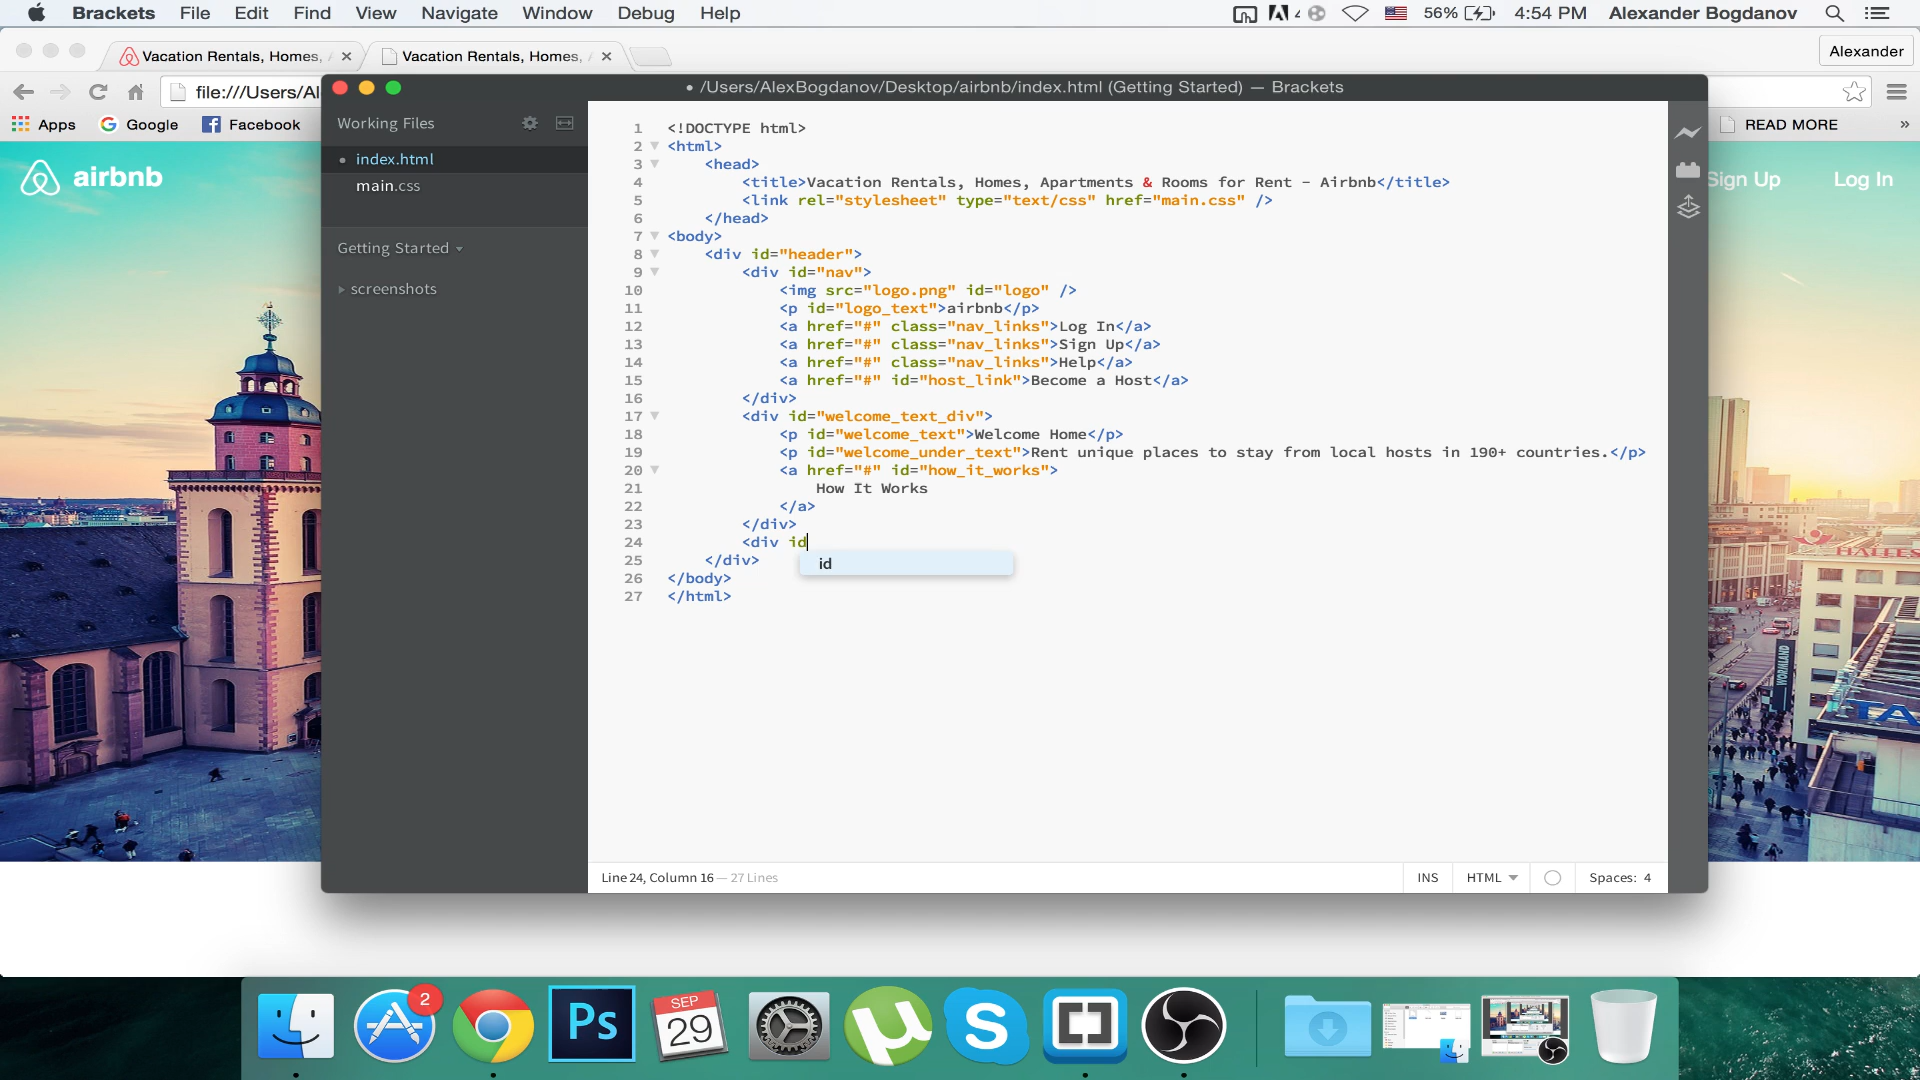 Brackets File Edit Find View Navigate Window Debug Help 56% 4:54 PM Alexander Bogdanov
Vacation Rentals, Homes, Vacation Rentals, Homes, Alexander
file:///Users/Al
Apps Google Facebook READ MORE »
airbnb
Sign Up Log In
• /Users/AlexBogdanov/Desktop/airbnb/index.html (Getting Started) — Brackets
Working Files
index.html
main.css
Getting Started
screenshots
1 <!DOCTYPE html>
2 <html>
3 <head>
4 <title>Vacation Rentals, Homes, Apartments & Rooms for Rent - Airbnb</title>
5 <link rel="stylesheet" type="text/css" href="main.css" />
6 </head>
7 <body>
8 <div id="header">
9 <div id="nav">
10 <img src="logo.png" id="logo" />
11 <p id="logo_text">airbnb</p>
12 <a href="#" class="nav_links">Log In</a>
13 <a href="#" class="nav_links">Sign Up</a>
14 <a href="#" class="nav_links">Help</a>
15 <a href="#" id="host_link">Become a Host</a>
16 </div>
17 <div id="welcome_text_div">
18 <p id="welcome_text">Welcome Home</p>
19 <p id="welcome_under_text">Rent unique places to stay from local hosts in 190+ countries.</p>
20 <a href="#" id="how_it_works">
21 How It Works
22 </a>
23 </div>
24 <div id
id
25 </div>
26 </body>
27 </html>
HALLES
WORMLAND
TA
Line 24, Column 16 — 27 Lines INS HTML Spaces: 4
2
Ps
SEP
29
µ
S